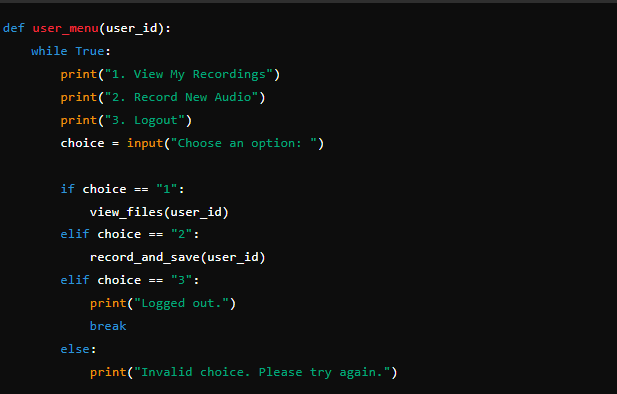 def user_menu(user_id):
    while True:
        print("1. View My Recordings")
        print("2. Record New Audio")
        print("3. Logout")
        choice = input("Choose an option: ")

        if choice == "1":
            view_files(user_id)
        elif choice == "2":
            record_and_save(user_id)
        elif choice == "3":
            print("Logged out.")
            break
        else:
            print("Invalid choice. Please try again.")